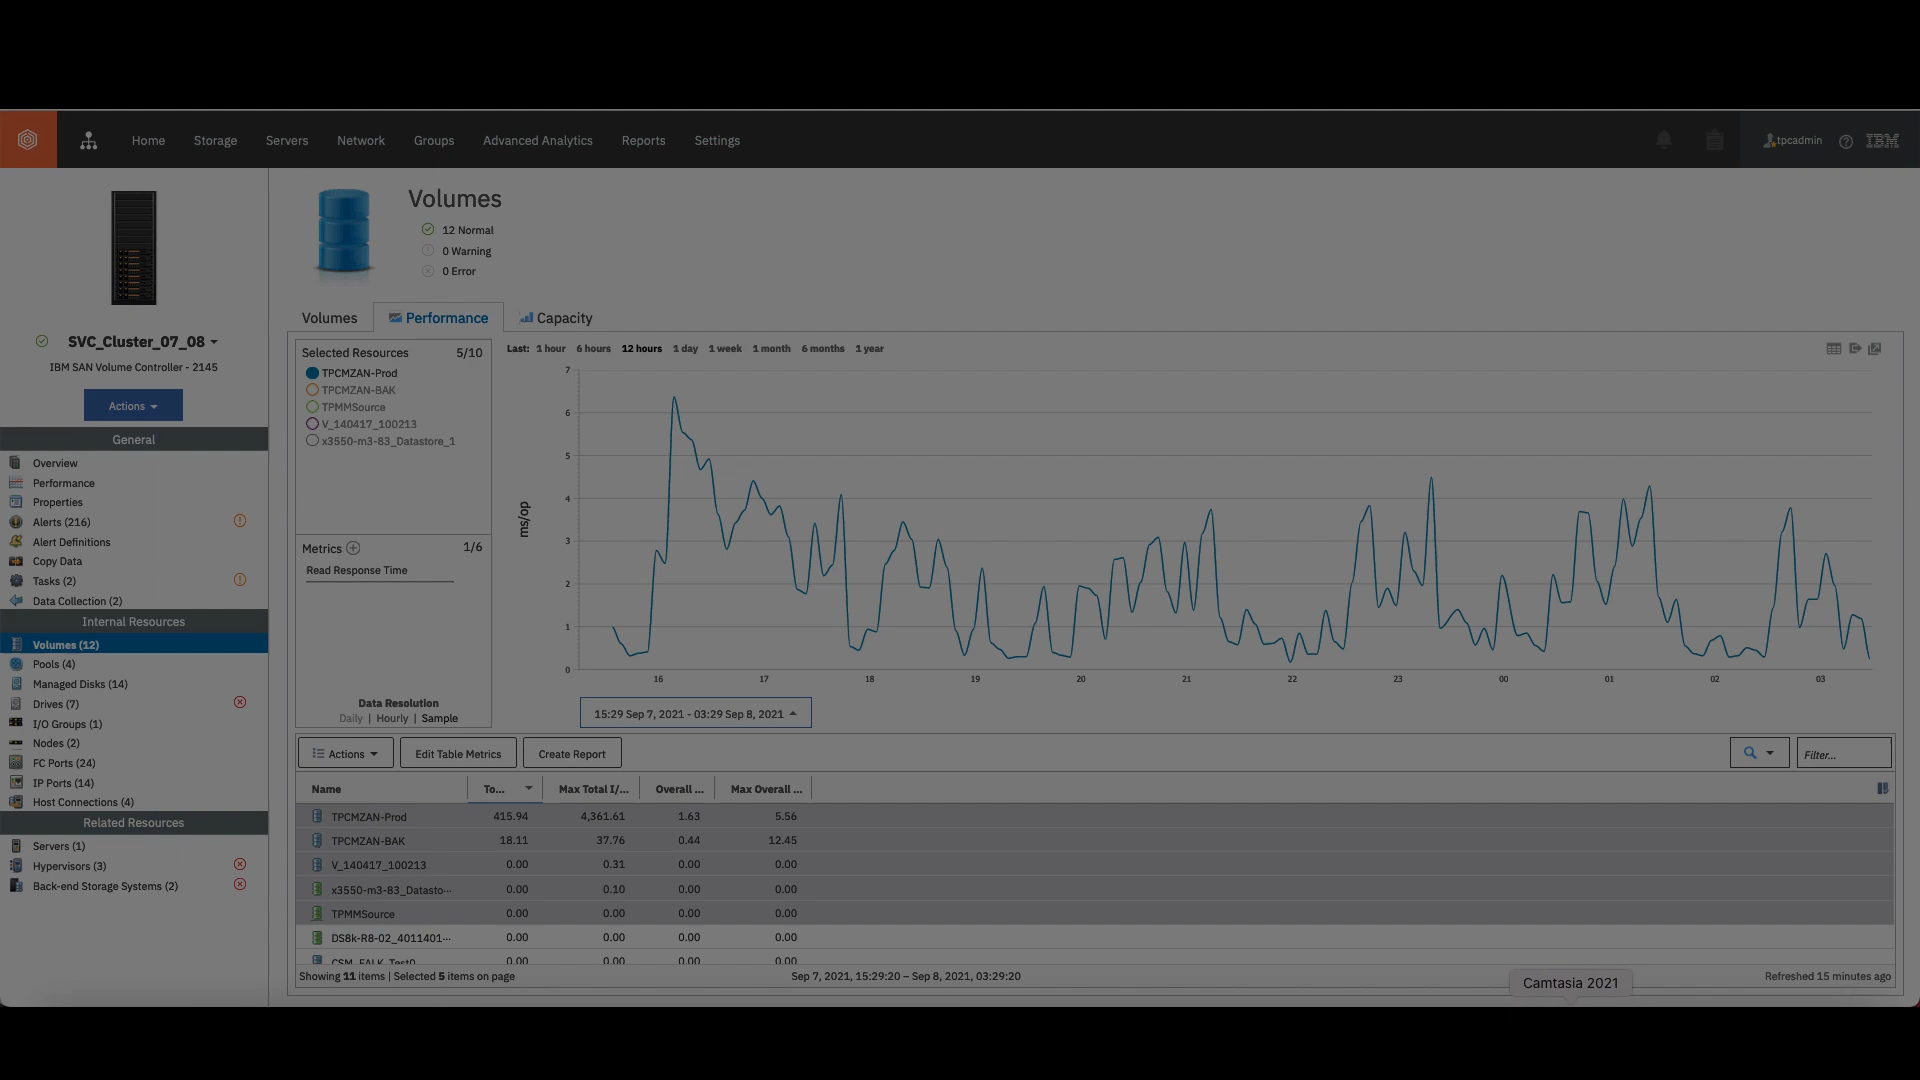 Home Storage Servers Network Groups Advanced Analytics Reports Settings tpcadmin IBM
SVC_Cluster_07_08
IBM SAN Volume Controller - 2145
Actions
General
Overview
Performance
Properties
Alerts (216)
Alert Definitions
Copy Data
Tasks (2)
Data Collection (2)
Internal Resources
Volumes (12)
Pools (4)
Managed Disks (14)
Drives (7)
I/O Groups (1)
Nodes (2)
FC Ports (24)
IP Ports (14)
Host Connections (4)
Related Resources
Servers (1)
Hypervisors (3)
Back-end Storage Systems (2)
Volumes
12 Normal
0 Warning
0 Error
Volumes Performance Capacity
Selected Resources 5/10
TPCMZAN-Prod
TPCMZAN-BAK
TPMMSource
V_140417_100213
x3550-m3-83_Datastore_1
Metrics 1/6
Read Response Time
Data Resolution
Daily | Hourly | Sample
Last: 1 hour 6 hours 12 hours 1 day 1 week 1 month 6 months 1 year
ms/op
7
6
5
4
3
2
1
0
16 17 18 19 20 21 22 23 00 01 02 03
15:29 Sep 7, 2021 - 03:29 Sep 8, 2021
Actions Edit Table Metrics Create Report Filter...
Name To... Max Total I/... Overall ... Max Overall ...
TPCMZAN-Prod 415.94 4,361.61 1.63 5.56
TPCMZAN-BAK 18.11 37.76 0.44 12.45
V_140417_100213 0.00 0.31 0.00 0.00
x3550-m3-83_Datasto... 0.00 0.10 0.00 0.00
TPMMSource 0.00 0.00 0.00 0.00
DS8k-R8-02_4011401... 0.00 0.00 0.00 0.00
CSM_FALK_Test0 0.00 0.00 0.00 0.00
Showing 11 items | Selected 5 items on page Sep 7, 2021, 15:29:20 – Sep 8, 2021, 03:29:20 Refreshed 15 minutes ago
Camtasia 2021